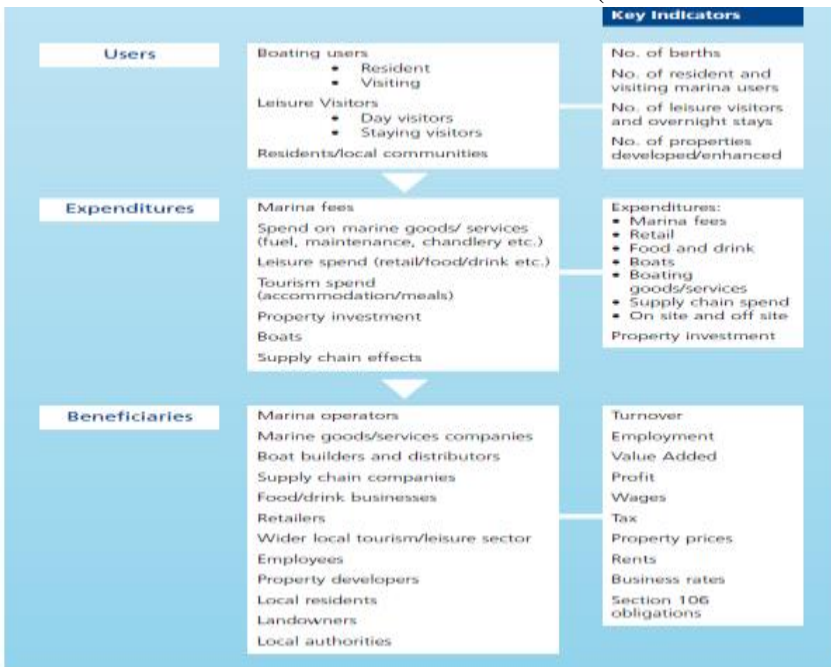 Key Indicators
Users
Boating users
• Resident
• Visiting
Leisure Visitors
• Day visitors
• Staying visitors
Residents/local communities
No. of berths
No. of resident and
visiting marina users
No. of leisure visitors
and overnight stays
No. of properties
developed/enhanced
Expenditures
Marina fees
Spend on marine goods/ services
(fuel, maintenance, chandlery etc.)
Leisure spend (retail/food/drink etc.)
Tourism spend
(accommodation/meals)
Property investment
Boats
Supply chain effects
Expenditures:
• Marina fees
• Retail
• Food and drink
• Boats
• Boating
goods/services
• Supply chain spend
• On site and off site
Property investment
Beneficiaries
Marina operators
Marine goods/services companies
Boat builders and distributors
Supply chain companies
Food/drink businesses
Retailers
Wider local tourism/leisure sector
Employees
Property developers
Local residents
Landowners
Local authorities
Turnover
Employment
Value Added
Profit
Wages
Tax
Property prices
Rents
Business rates
Section 106
obligations